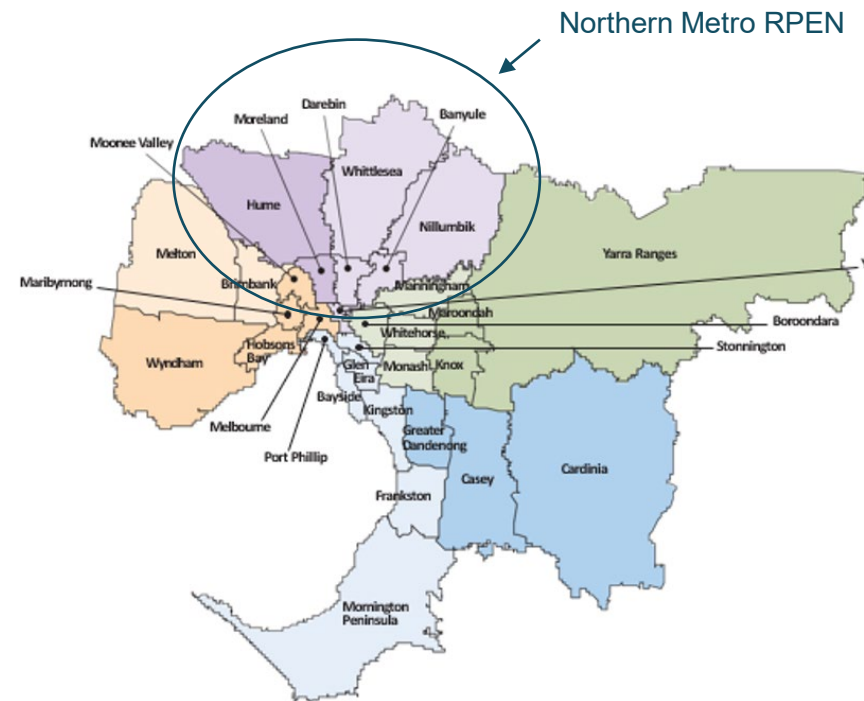 Northern Metro RPEN
Darebin
Moreland
Banyule
Moonee Valley
Whittlesea
Hume
Nillumbik
Melton
Yarra Ranges
Maribyrnong
Brimbank
Manningham
Maroondah
Boroondara
Whitehorse
Hobsons
Bay
Stonnington
Wyndham
Glen
Eira
Monash
Knox
Bayside
Kingston
Melbourne
Greater
Dandenong
Port Phillip
Casey
Cardinia
Frankston
Mornington
Peninsula